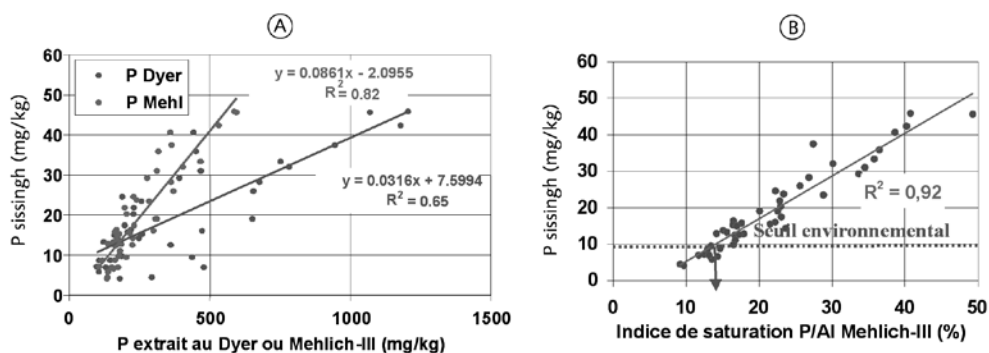 A
60
50
40
30
20
10
0
P sissingh (mg/kg)
P Dyer
P Mehl
y = 0.0861x - 2.0955
R2 = 0.82
y = 0.0316x + 7.5994
R2 = 0.65
0 500 1000 1500
P extrait au Dyer ou Mehlich-III (mg/kg)
B
60
50
40
30
20
10
0
P sissingh (mg/kg)
R2 = 0,92
Seuil environnemental
0 10 20 30 40 50
Indice de saturation P/Al Mehlich-III (%)